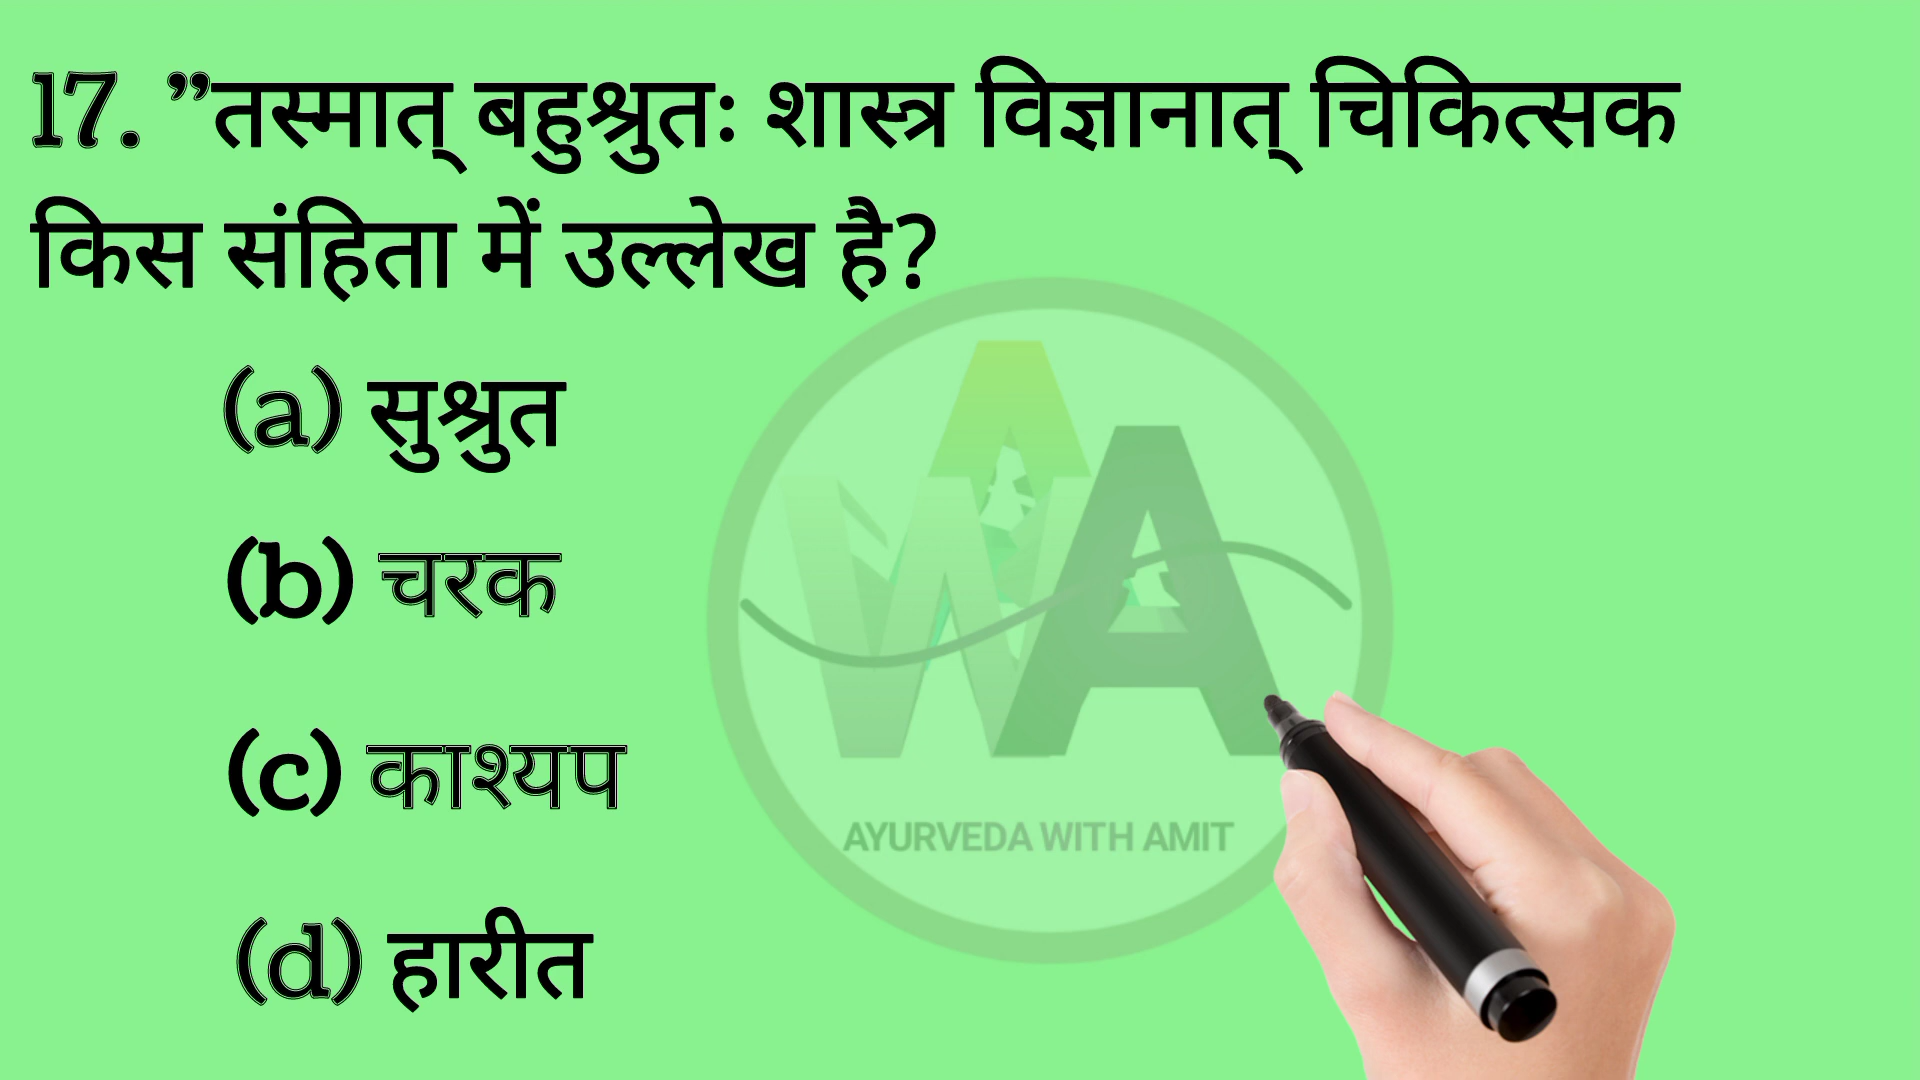 17. ”तस्मात् बहुश्रुतः शास्त्र विज्ञानात् चिकित्सक
किस संहिता में उल्लेख है?
(a) सुश्रुत
(b) चरक
(c) काश्यप
AYURVEDA WITH AMIT
(d) हारीत